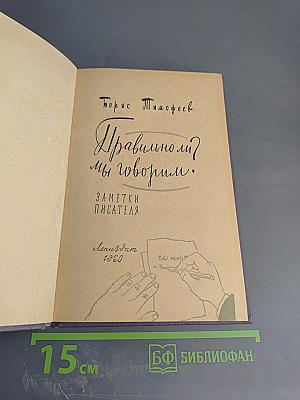 Борис Тимофеев
Правильно ли
мы говорим?
ЗАМЕТКИ
ПИСАТЕЛЯ
Лениздат
1960
15 см
БФ БИБЛИОФАН